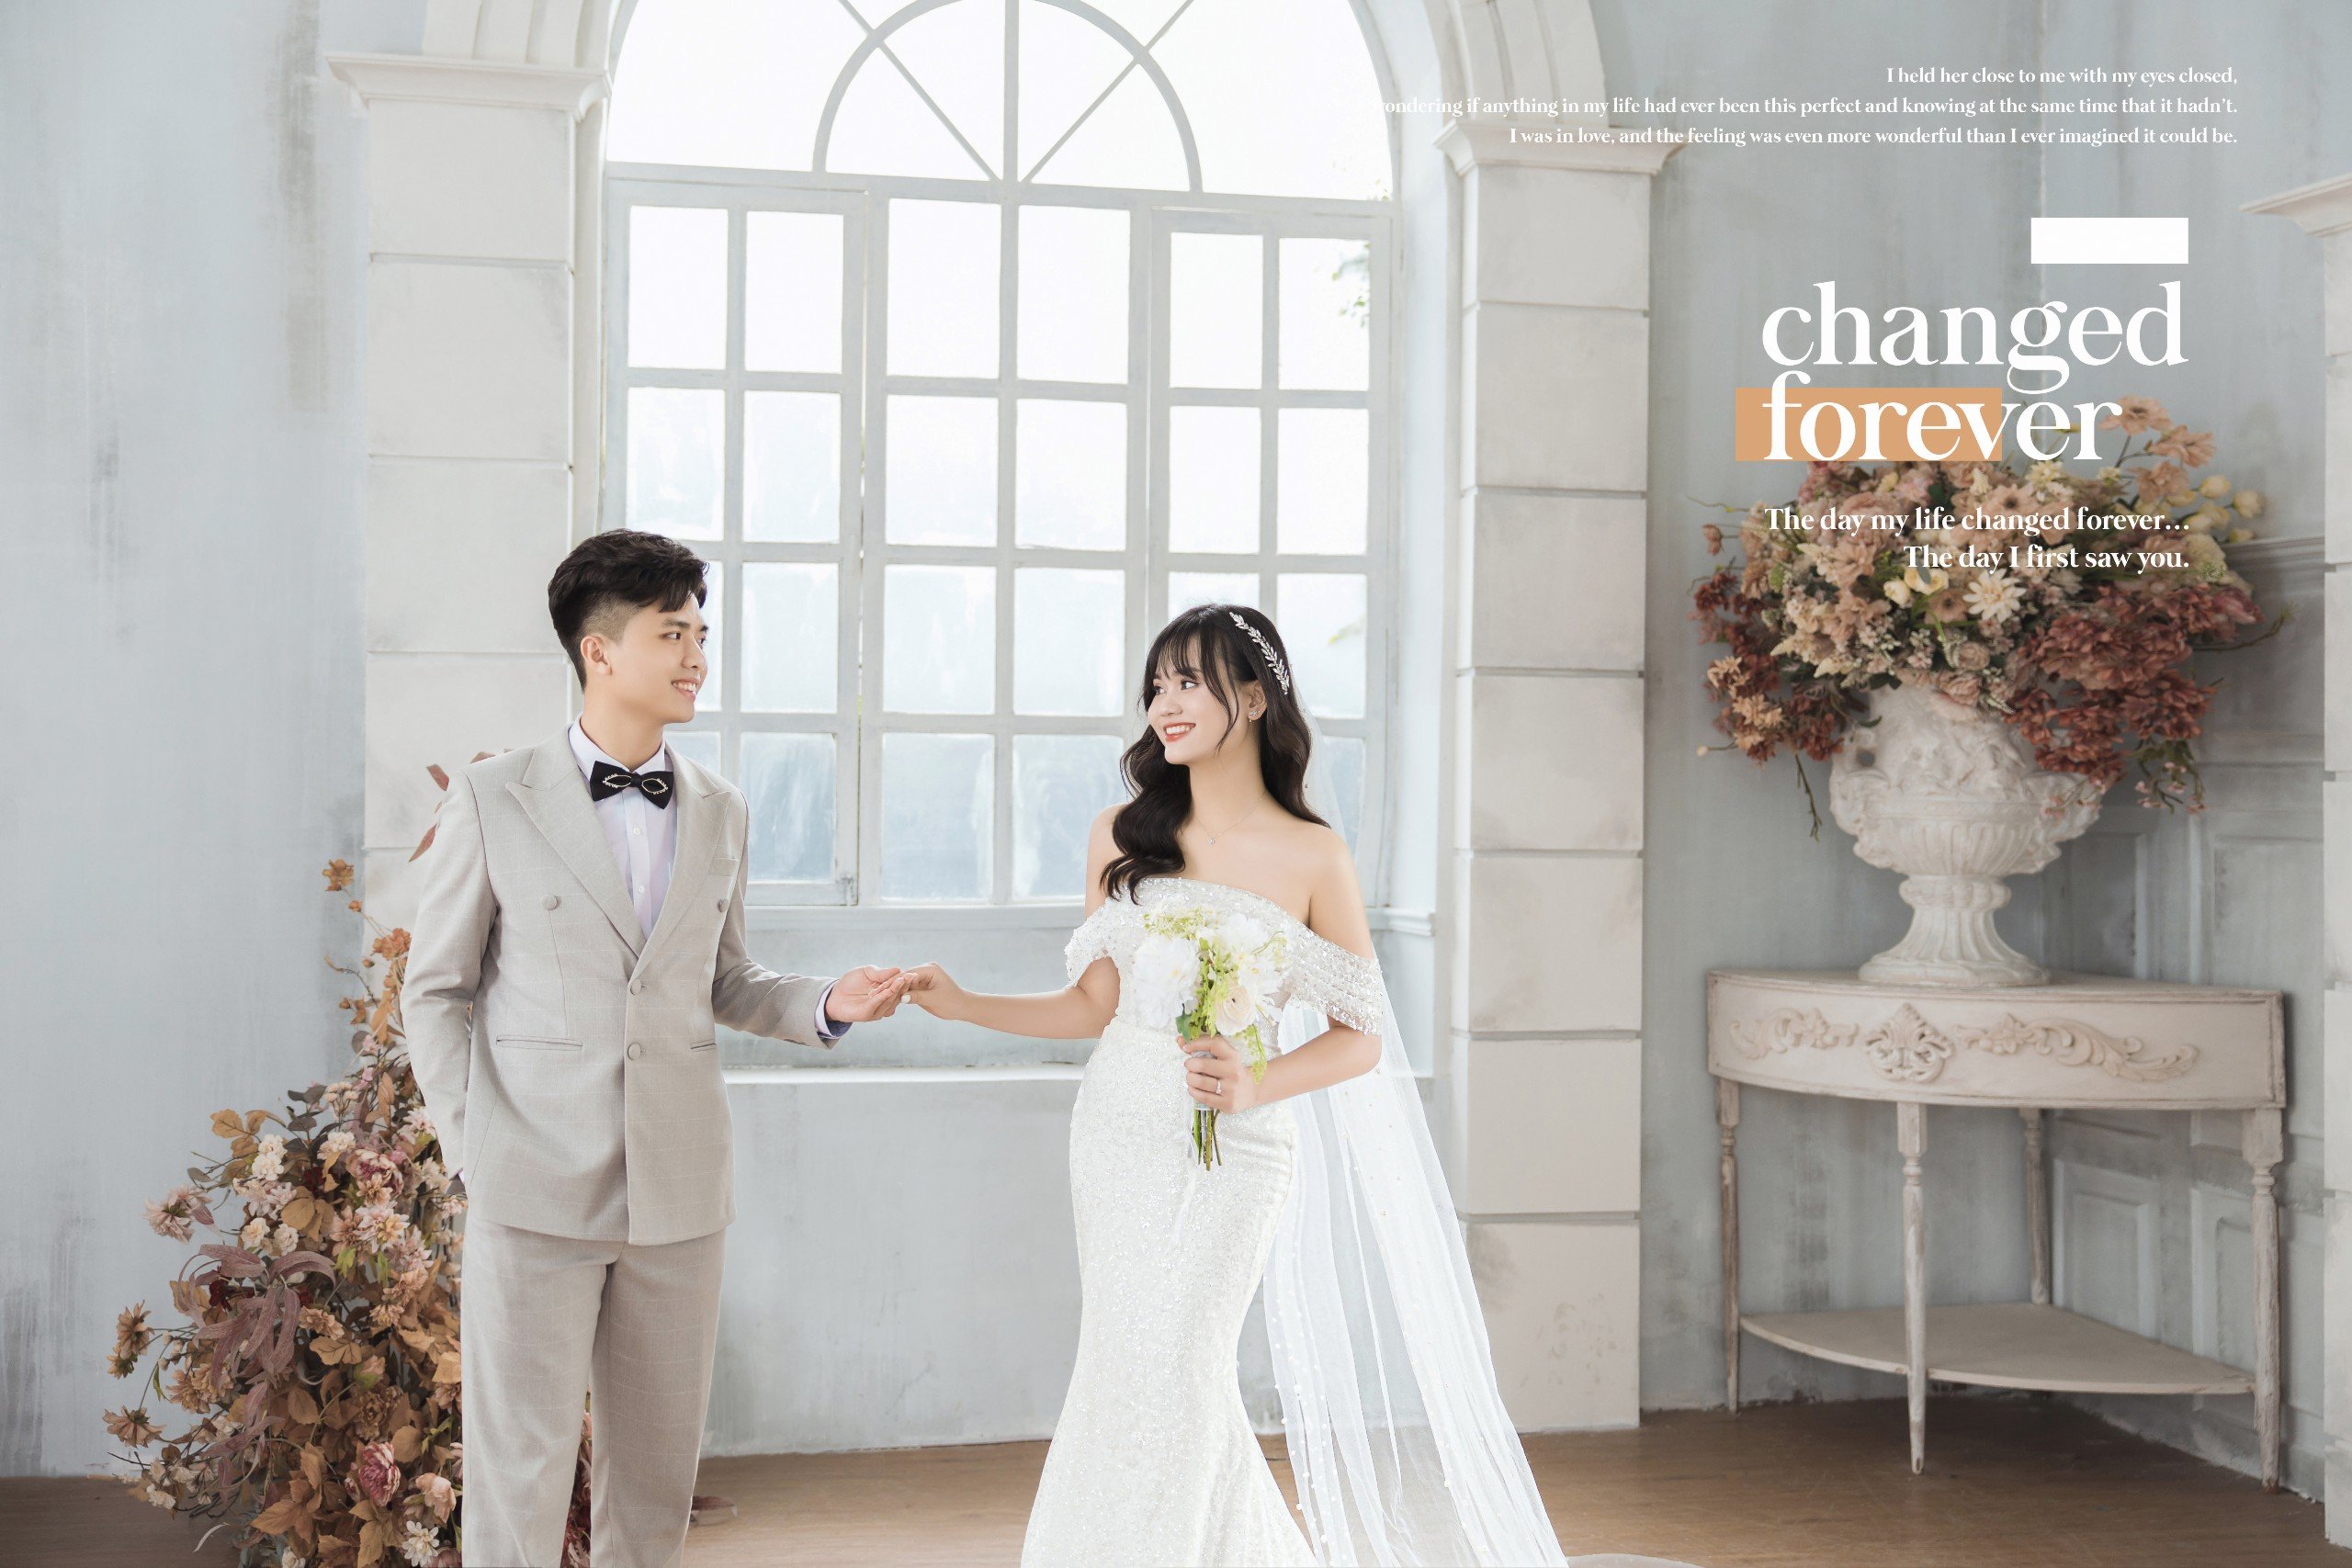 I held her close to me with my eyes closed,
wondering if anything in my life had ever been this perfect and knowing at the same time that it hadn't.
I was in love, and the feeling was even more wonderful than I ever imagined it could be.
changed
forever
The day my life changed forever...
The day I first saw you.